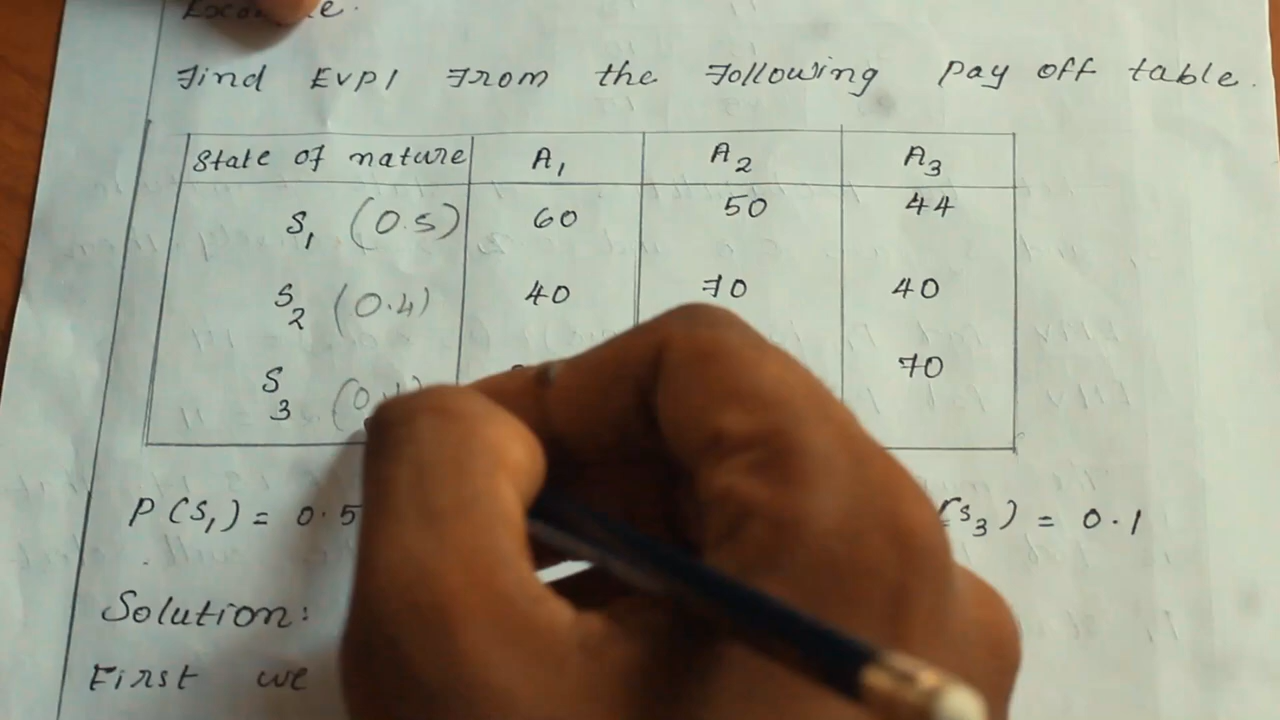 Find EVPI From the Following pay off table.
State of nature A1 A2 A3
S1 (0.5) 60 50 44
S2 (0.4) 40 70 40
S3 70
P(S1) = 0.5 (S3) = 0.1
Solution:
First we